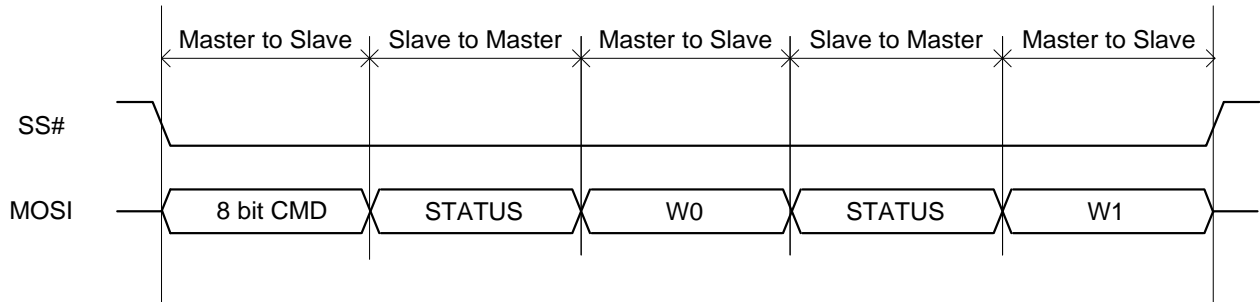 Master to Slave Slave to Master Master to Slave Slave to Master Master to Slave
SS#
MOSI 8 bit CMD STATUS W0 STATUS W1